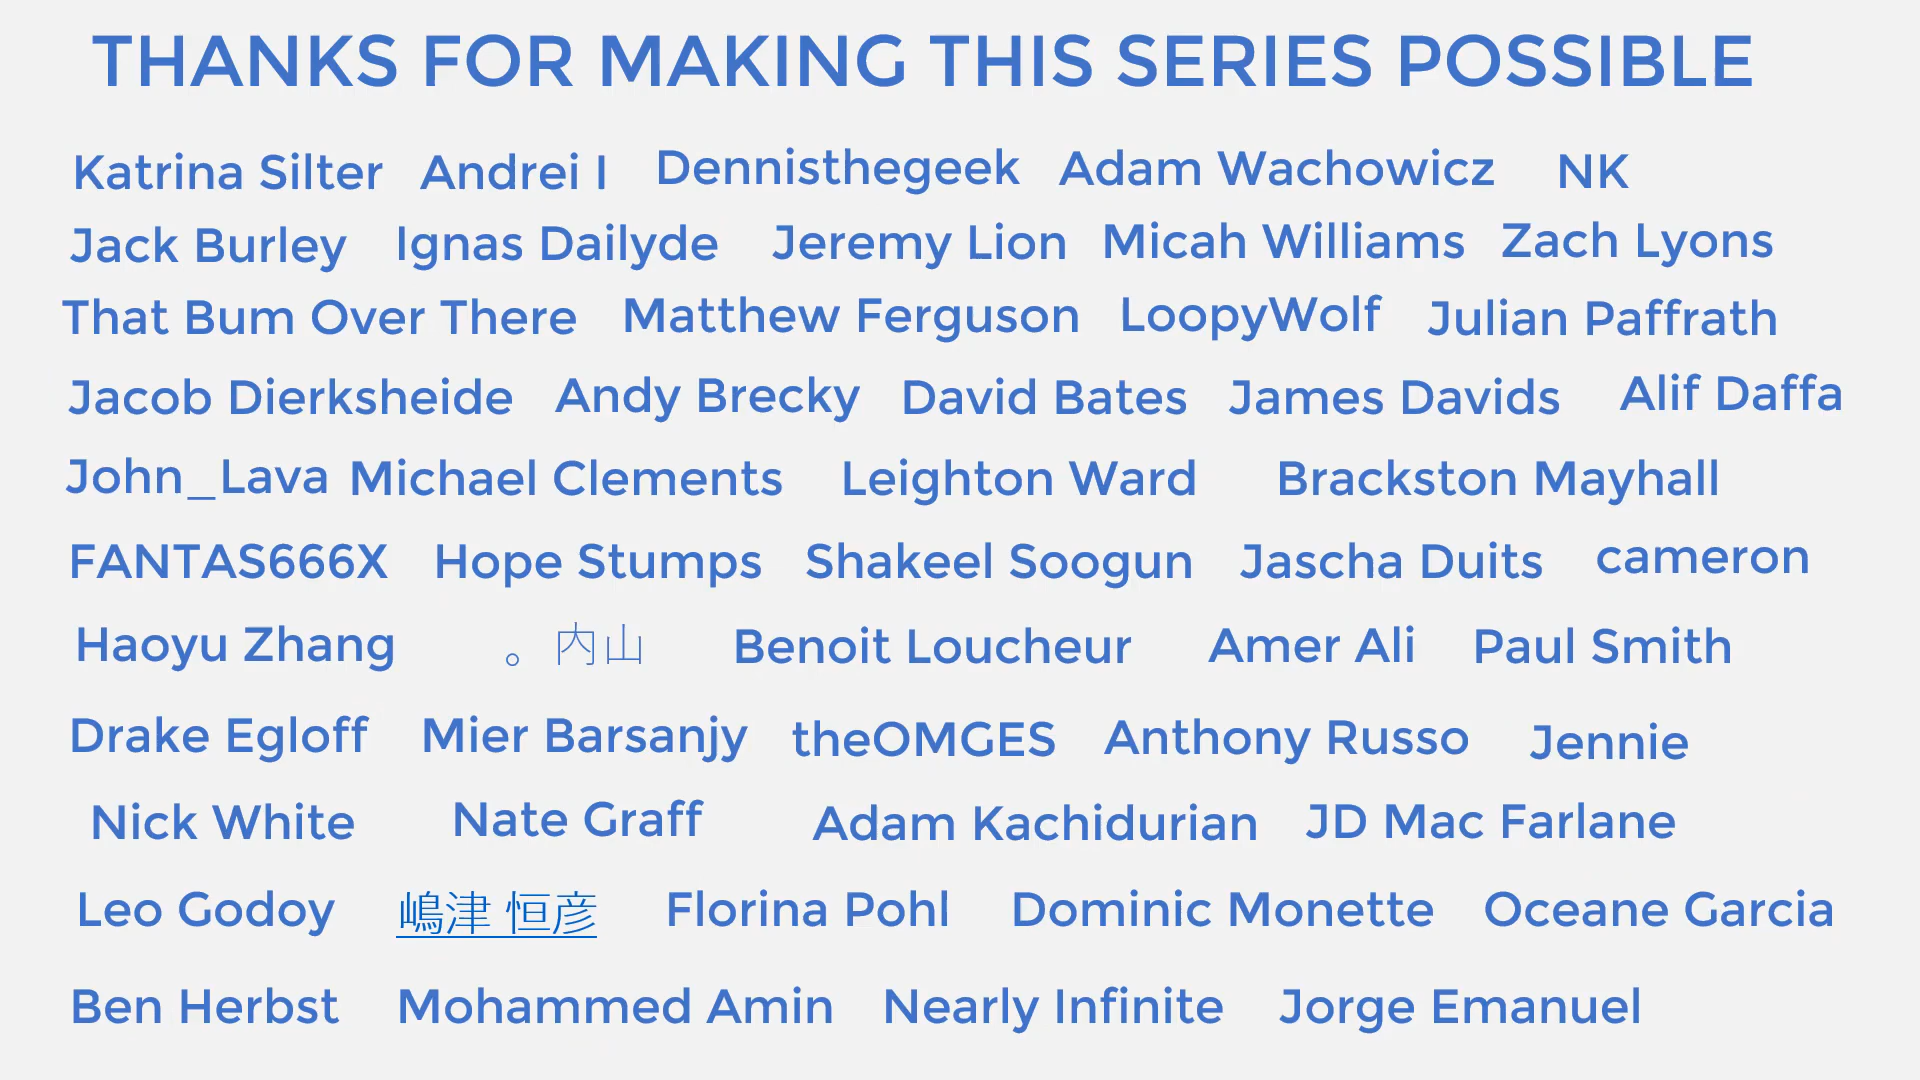 THANKS FOR MAKING THIS SERIES POSSIBLE
Katrina Silter Andrei I Dennisthegeek Adam Wachowicz NK
Jack Burley Ignas Dailyde Jeremy Lion Micah Williams Zach Lyons
That Bum Over There Matthew Ferguson LoopyWolf Julian Paffrath
Jacob Dierksheide Andy Brecky David Bates James Davids Alif Daffa
John_Lava Michael Clements Leighton Ward Brackston Mayhall
FANTAS666X Hope Stumps Shakeel Soogun Jascha Duits cameron
Haoyu Zhang 。内山 Benoit Loucheur Amer Ali Paul Smith
Drake Egloff Mier Barsanjy theOMGES Anthony Russo Jennie
Nick White Nate Graff Adam Kachidurian JD Mac Farlane
Leo Godoy 嶋津 恒彦 Florina Pohl Dominic Monette Oceane Garcia
Ben Herbst Mohammed Amin Nearly Infinite Jorge Emanuel